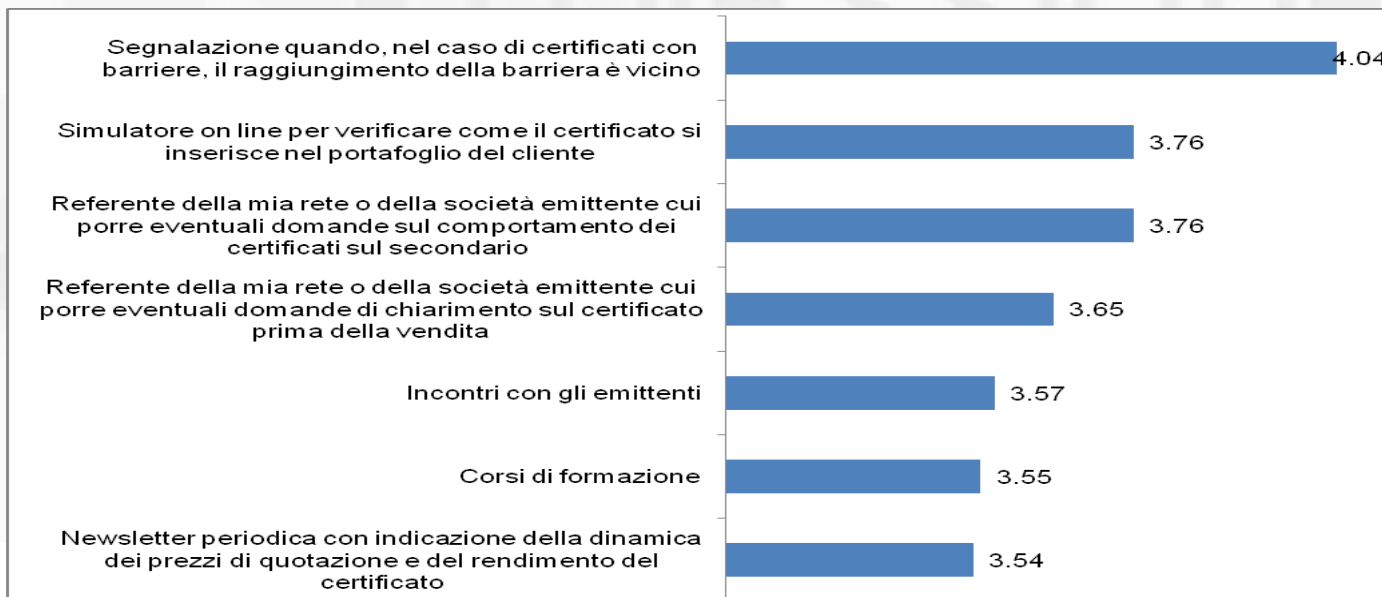 Segnalazione quando, nel caso di certificati con
barriere, il raggiungimento della barriera è vicino
4.04
Simulatore on line per verificare come il certificato si
inserisce nel portafoglio del cliente
3.76
Referente della mia rete o della società emittente cui
porre eventuali domande sul comportamento dei
certificati sul secondario
3.76
Referente della mia rete o della società emittente cui
porre eventuali domande di chiarimento sul certificato
prima della vendita
3.65
Incontri con gli emittenti
3.57
Corsi di formazione
3.55
Newsletter periodica con indicazione della dinamica
dei prezzi di quotazione e del rendimento del
certificato
3.54